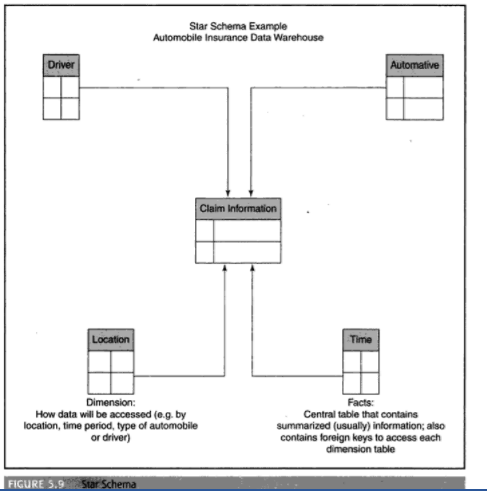 Star Schema Example
Automobile Insurance Data Warehouse
Driver
Automative
Claim Information
Location
Time
Dimension:
How data will be accessed (e.g. by
location, time period, type of automobile
or driver)
Facts:
Central table that contains
summarized (usually) information; also
contains foreign keys to access each
dimension table
FIGURE 5.9 Star Schema